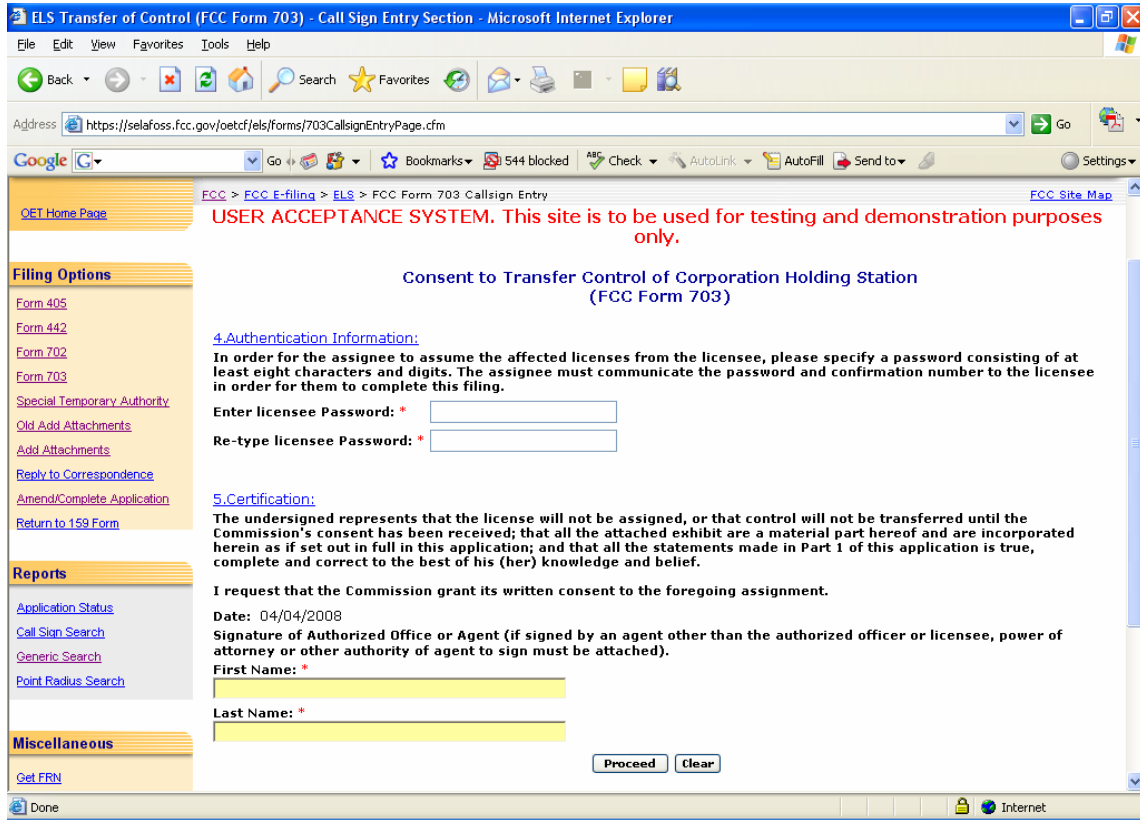 ELS Transfer of Control (FCC Form 703) - Call Sign Entry Section - Microsoft Internet Explorer
File Edit View Favorites Tools Help
Back Search Favorites
Address https://selafoss.fcc.gov/oetcf/els/forms/703CallsignEntryPage.cfm Go
Google G Go Bookmarks 544 blocked ABC Check AutoLink AutoFill Send to Settings
FCC > FCC E-filing > ELS > FCC Form 703 Callsign Entry FCC Site Map
OET Home Page
USER ACCEPTANCE SYSTEM. This site is to be used for testing and demonstration purposes
only.
Filing Options
Form 405
Form 442
Form 702
Form 703
Special Temporary Authority
Old Add Attachments
Add Attachments
Reply to Correspondence
Amend/Complete Application
Return to 159 Form
Reports
Application Status
Call Sign Search
Generic Search
Point Radius Search
Miscellaneous
Get FRN
Consent to Transfer Control of Corporation Holding Station
(FCC Form 703)
4.Authentication Information:
In order for the assignee to assume the affected licenses from the licensee, please specify a password consisting of at
least eight characters and digits. The assignee must communicate the password and confirmation number to the licensee
in order for them to complete this filing.
Enter licensee Password: *
Re-type licensee Password: *
5.Certification:
The undersigned represents that the license will not be assigned, or that control will not be transferred until the
Commission's consent has been received; that all the attached exhibit are a material part hereof and are incorporated
herein as if set out in full in this application; and that all the statements made in Part 1 of this application is true,
complete and correct to the best of his (her) knowledge and belief.
I request that the Commission grant its written consent to the foregoing assignment.
Date: 04/04/2008
Signature of Authorized Office or Agent (if signed by an agent other than the authorized officer or licensee, power of
attorney or other authority of agent to sign must be attached).
First Name: *
Last Name: *
Proceed Clear
Done Internet